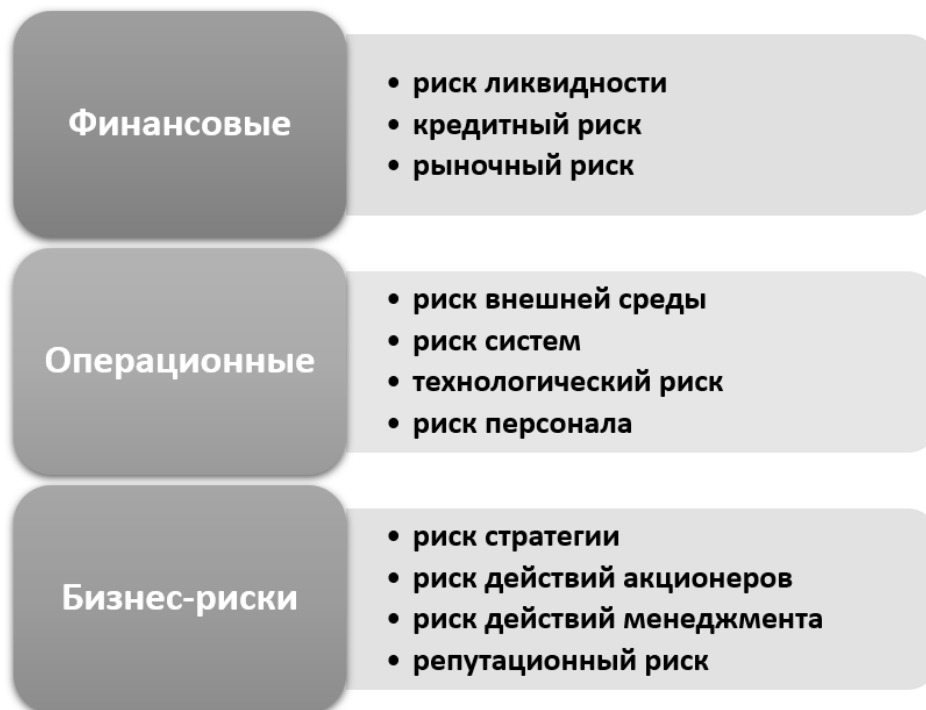 Финансовые
• риск ликвидности
• кредитный риск
• рыночный риск
Операционные
• риск внешней среды
• риск систем
• технологический риск
• риск персонала
Бизнес-риски
• риск стратегии
• риск действий акционеров
• риск действий менеджмента
• репутационный риск